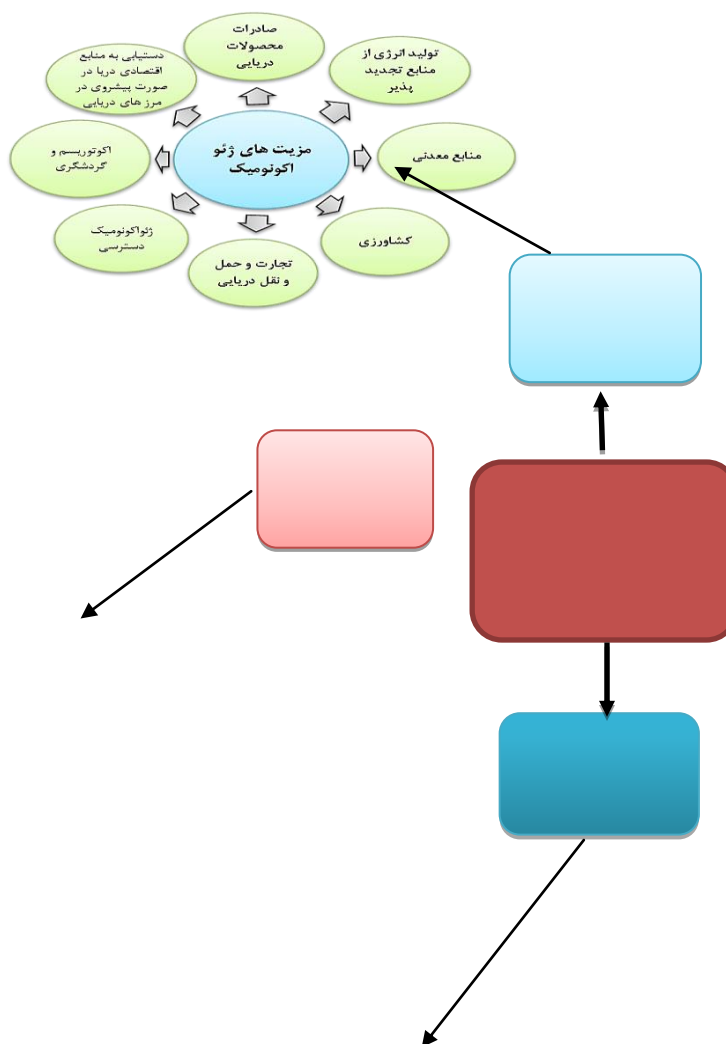 صادرات
محصولات
دریایی
تولید انرژی از
منابع تجدید
پذیر
دستیابی به منابع
اقتصادی دریا در
صورت پیشروی در
مرز های دریایی
مزیت های ژئو
اکونومیک
منابع معدنی
اکوتوریسم و
گردشگری
ژئواکونومیک
دسترسی
کشاورزی
تجارت و حمل
و نقل دریایی